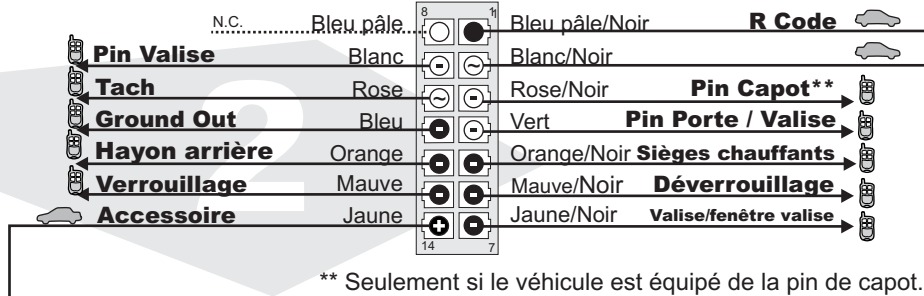 N.C. Bleu pâle 8 1 Bleu pâle/Noir R Code
Pin Valise Blanc Blanc/Noir
Tach Rose Rose/Noir Pin Capot**
Ground Out Bleu Vert Pin Porte / Valise
Hayon arrière Orange Orange/Noir Sièges chauffants
Verrouillage Mauve Mauve/Noir Déverrouillage
Accessoire Jaune Jaune/Noir Valise/fenêtre valise
14 7
2
** Seulement si le véhicule est équipé de la pin de capot.